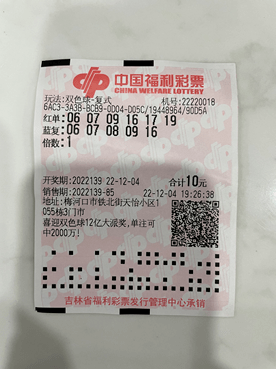 中国福利彩票
CHINA WELFARE LOTTERY
玩法:双色球-复式 机号:22220018
6AC3-3A3B-BCB9-0D04-D05C/19448964/90D5A
红单:06 07 09 16 17 19
蓝复:06 07 08 09 16
倍数:1
开奖期:2022139 22-12-04 合计10元
销售期:2022139-85 22-12-04 19:26:38
地址:梅河口市铁北街天怡小区1
055栋3门市
喜迎双色球12亿大派奖,单注可
中2000万!
吉林省福利彩票发行管理中心承销